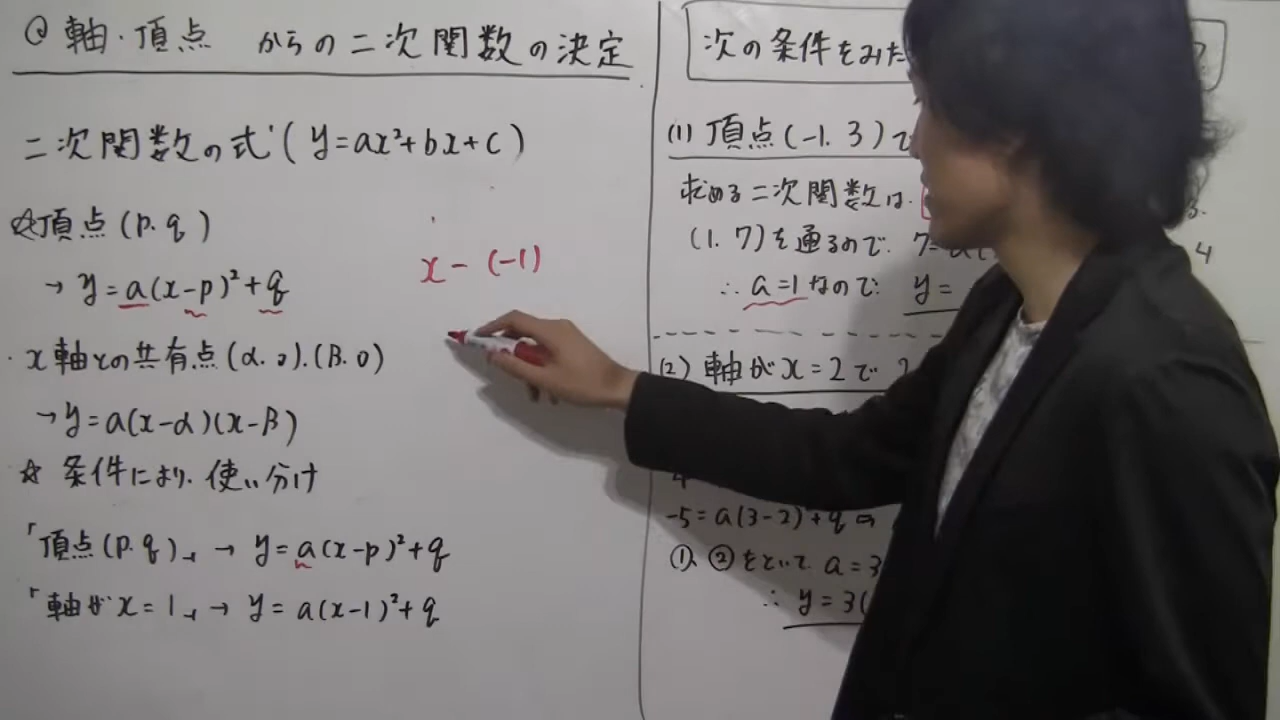 @ 軸・頂点 からの二次関数の決定
二次関数の式(y=ax²+bx+c)
☆頂点(p.q)
→ y=a(x-p)²+q
x-(-1)
・x軸との共有点(α.0).(β.0)
→y=a(x-α)(x-β)
☆ 条件により.使い分け
「頂点(p.q)」→ y=a(x-p)²+q
「軸がx=1」→ y=a(x-1)²+q
次の条件をみた
(1) 頂点(-1.3)で
求める二次関数は.
(1.7)を通るので. 7=a(
4
∴ a=1なので. y=
(2) 軸がx=2で
-5=a(3-2)+q
①、②をといて a=3
∴ y=3(